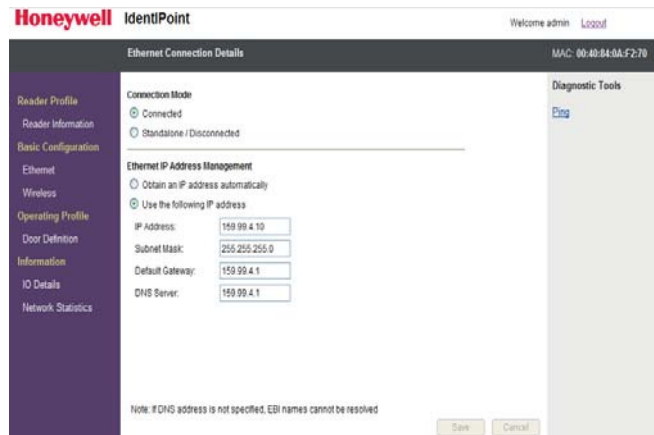 Honeywell IdentIPoint
Welcome admin Logout
Ethernet Connection Details
MAC: 00:40:84:0A:F2:70
Reader Profile
Reader Information
Basic Configuration
Ethernet
Wireless
Operating Profile
Door Definition
Information
IO Details
Network Statistics
Connection Mode
Connected
Standalone / Disconnected
Ethernet IP Address Management
Obtain an IP address automatically
Use the following IP address
IP Address: 159.99.4.10
Subnet Mask: 255.255.255.0
Default Gateway: 159.99.4.1
DNS Server: 159.99.4.1
Note: If DNS address is not specified, EBI names cannot be resolved
Save Cancel
Diagnostic Tools
Ping